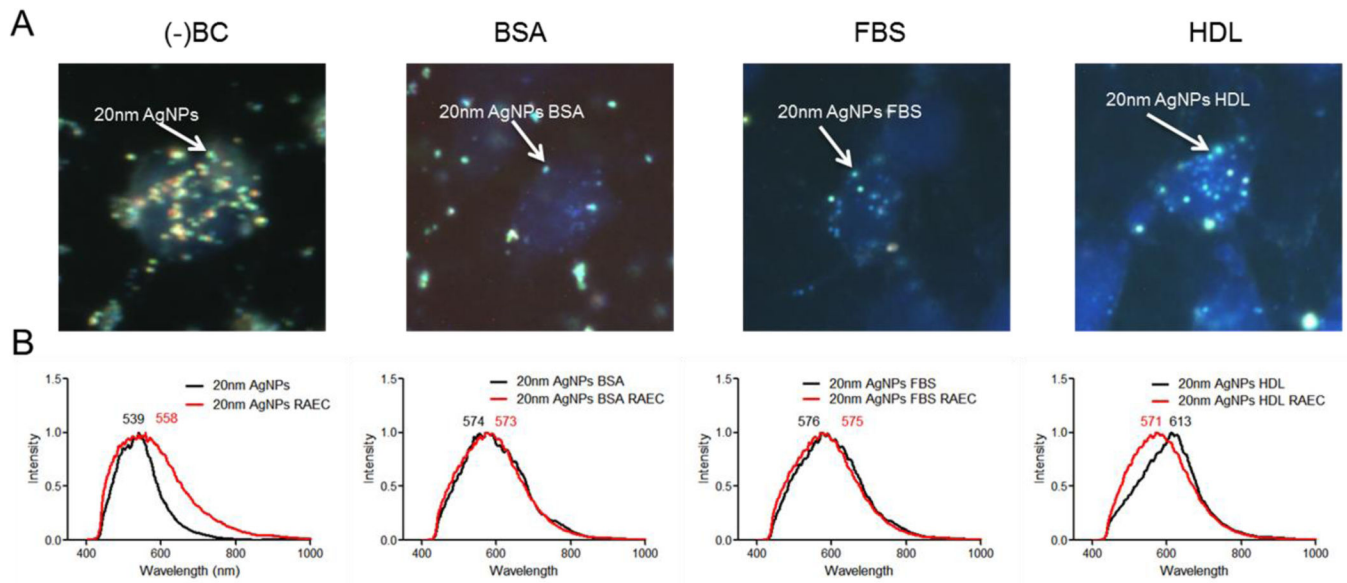 A
(-)BC
BSA
FBS
HDL
20nm AgNPs
20nm AgNPs BSA
20nm AgNPs FBS
20nm AgNPs HDL
B
1.5
1.0
0.5
0.0
Intensity
400
600
800
1000
Wavelength (nm)
20nm AgNPs
20nm AgNPs RAEC
539
558
1.5
1.0
0.5
0.0
Intensity
400
600
800
1000
Wavelength
20nm AgNPs BSA
20nm AgNPs BSA RAEC
574
573
1.5
1.0
0.5
0.0
Intensity
400
600
800
1000
Wavelength
20nm AgNPs FBS
20nm AgNPs FBS RAEC
576
575
1.5
1.0
0.5
0.0
Intensity
400
600
800
1000
Wavelength
20nm AgNPs HDL
20nm AgNPs HDL RAEC
571
613